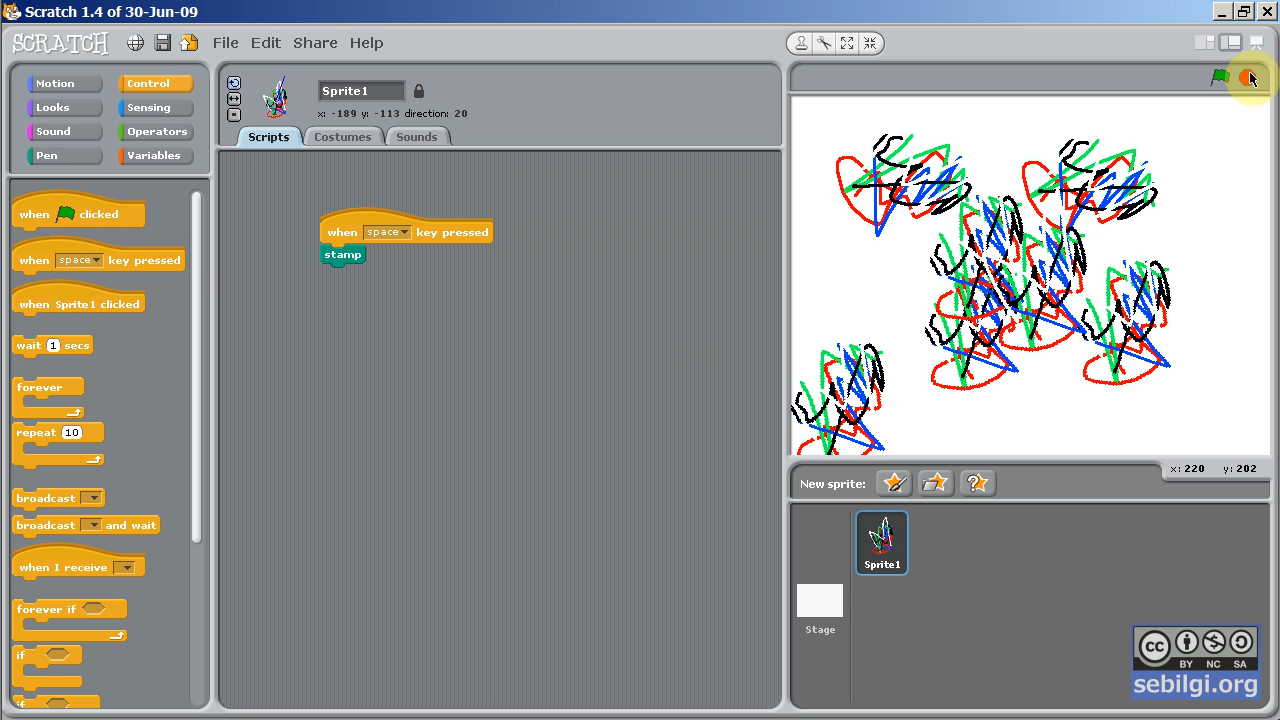 Scratch 1.4 of 30-Jun-09
SCRATCH File Edit Share Help
Motion Control
Looks Sensing
Sound Operators
Pen Variables
when clicked
when space key pressed
when Sprite1 clicked
wait 1 secs
forever
repeat 10
broadcast
broadcast and wait
when I receive
forever if
if
if
Sprite1
x: -189 y: -113 direction: 20
Scripts Costumes Sounds
when space key pressed
stamp
x: 220 y: 202
New sprite:
Sprite1
Stage
cc BY NC SA
sebilgi.org